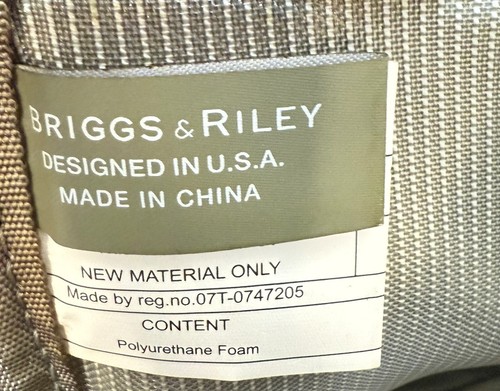 BRIGGS & RILEY
DESIGNED IN U.S.A.
MADE IN CHINA
NEW MATERIAL ONLY
Made by reg.no.07T-0747205
CONTENT
Polyurethane Foam